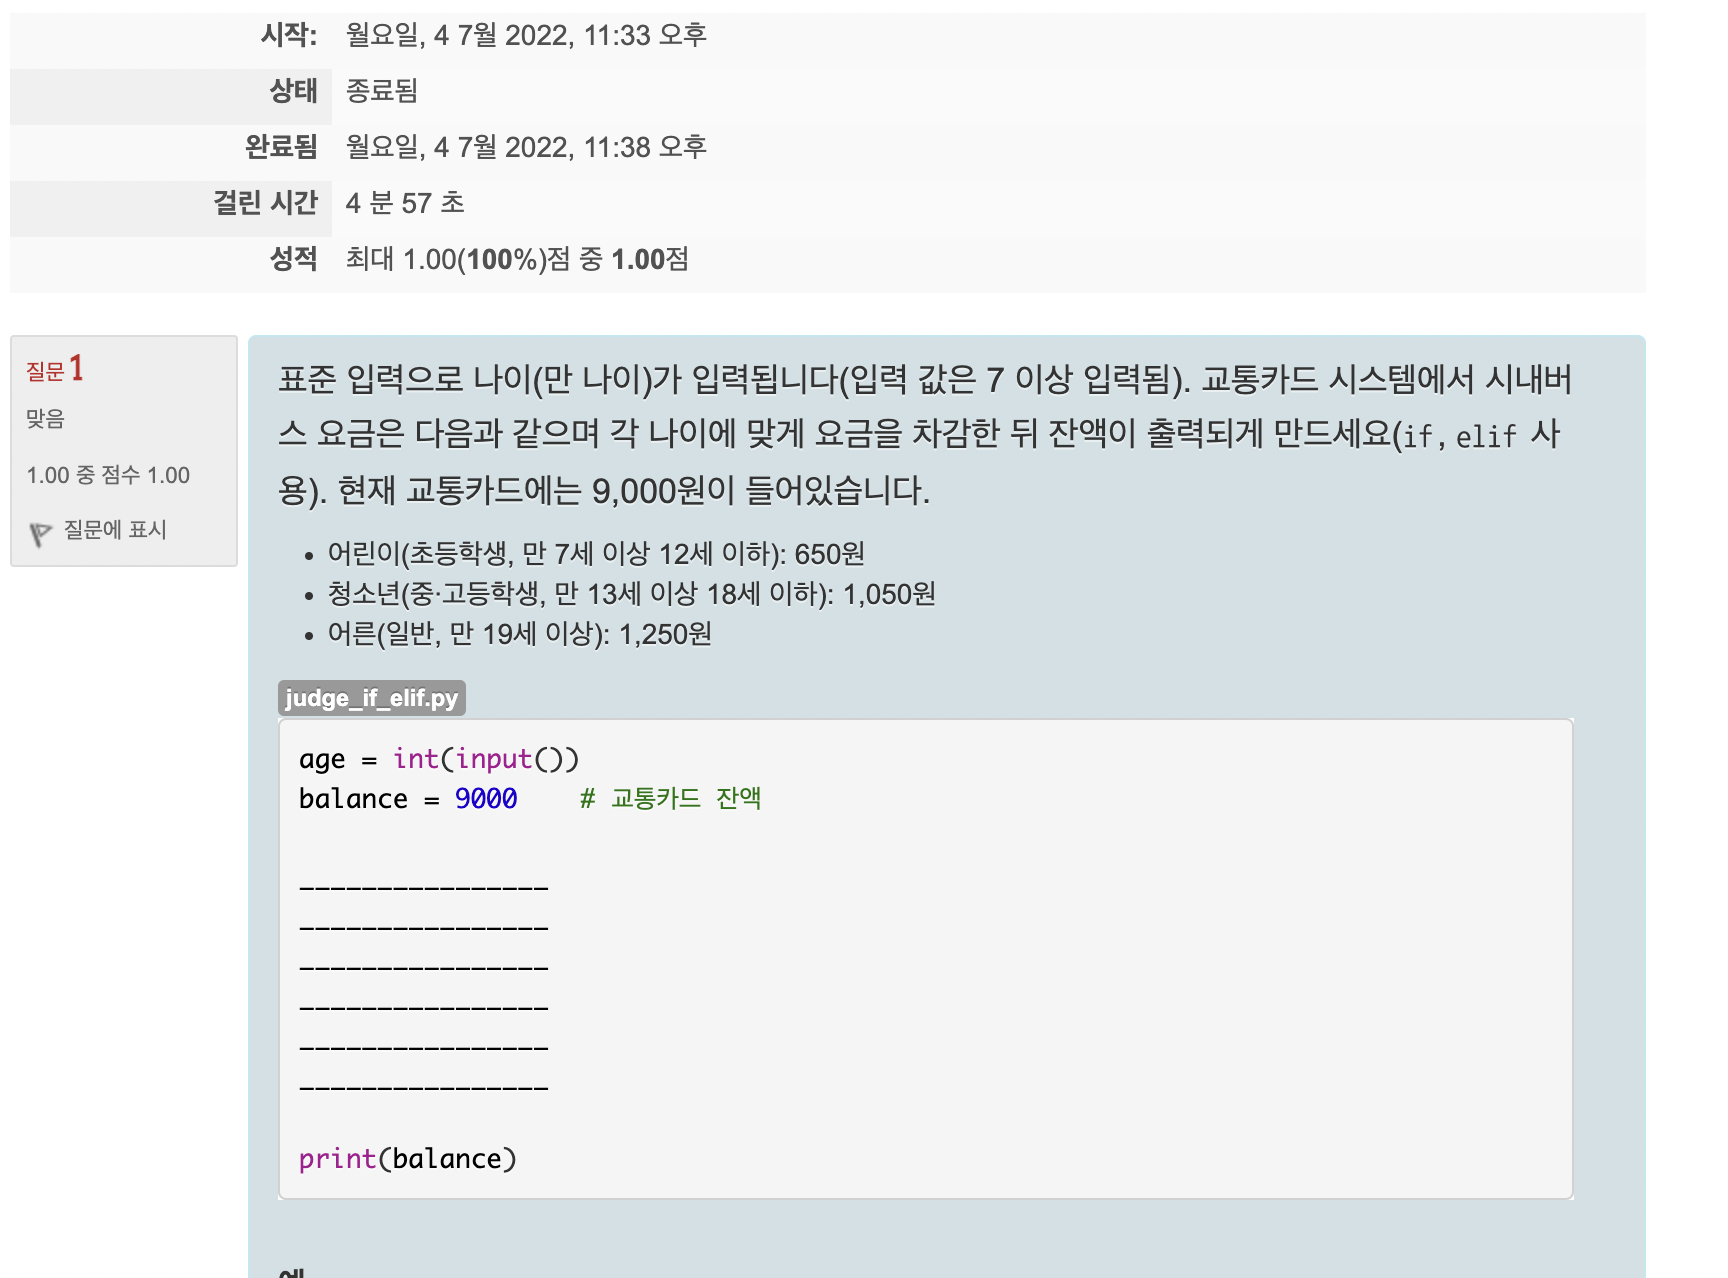 시작: 월요일, 4 7월 2022, 11:33 오후
상태 종료됨
완료됨 월요일, 4 7월 2022, 11:38 오후
걸린 시간 4 분 57 초
성적 최대 1.00(100%)점 중 1.00점
질문 1
맞음
1.00 중 점수 1.00
질문에 표시
표준 입력으로 나이(만 나이)가 입력됩니다(입력 값은 7 이상 입력됨). 교통카드 시스템에서 시내버
스 요금은 다음과 같으며 각 나이에 맞게 요금을 차감한 뒤 잔액이 출력되게 만드세요(if, elif 사
용). 현재 교통카드에는 9,000원이 들어있습니다.
• 어린이(초등학생, 만 7세 이상 12세 이하): 650원
• 청소년(중·고등학생, 만 13세 이상 18세 이하): 1,050원
• 어른(일반, 만 19세 이상): 1,250원
judge_if_elif.py
age = int(input())
balance = 9000    # 교통카드 잔액
________________
________________
________________
________________
________________
________________
print(balance)